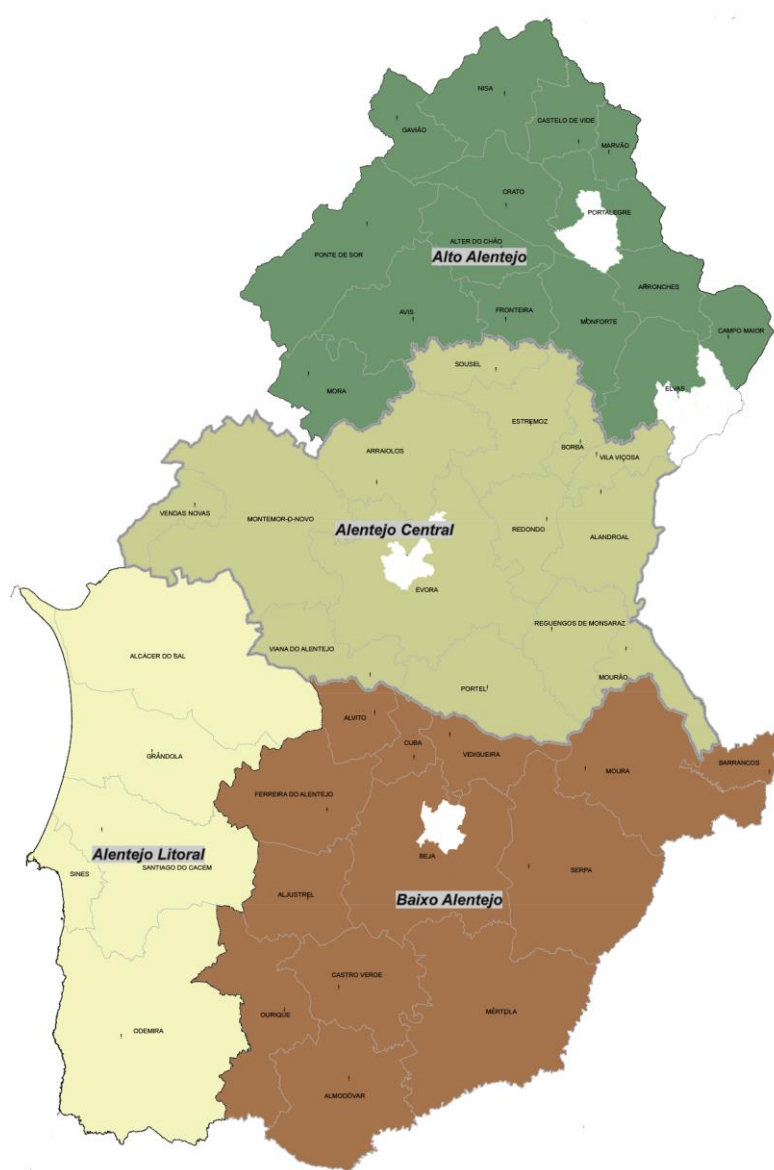 NISA
CASTELO DE VIDE
GAVIÃO
MARVÃO
CRATO
PORTALEGRE
ALTER DO CHÃO
PONTE DE SOR
Alto Alentejo
ARRONCHES
AVIS
FRONTEIRA
MONFORTE
CAMPO MAIOR
SOUSEL
ELVAS
MORA
ESTREMOZ
BORBA
ARRAIOLOS
VILA VIÇOSA
VENDAS NOVAS
MONTEMOR-O-NOVO
Alentejo Central
REDONDO
ALANDROAL
ÉVORA
REGUENGOS DE MONSARAZ
VIANA DO ALENTEJO
ALCÁCER DO SAL
MOURÃO
PORTEL
ALVITO
CUBA
VIDIGUEIRA
GRÂNDOLA
BARRANCOS
MOURA
FERREIRA DO ALENTEJO
Alentejo Litoral
BEJA
SANTIAGO DO CACÉM
SINES
SERPA
ALJUSTREL
Baixo Alentejo
CASTRO VERDE
OURIQUE
MÉRTOLA
ODEMIRA
ALMODÔVAR